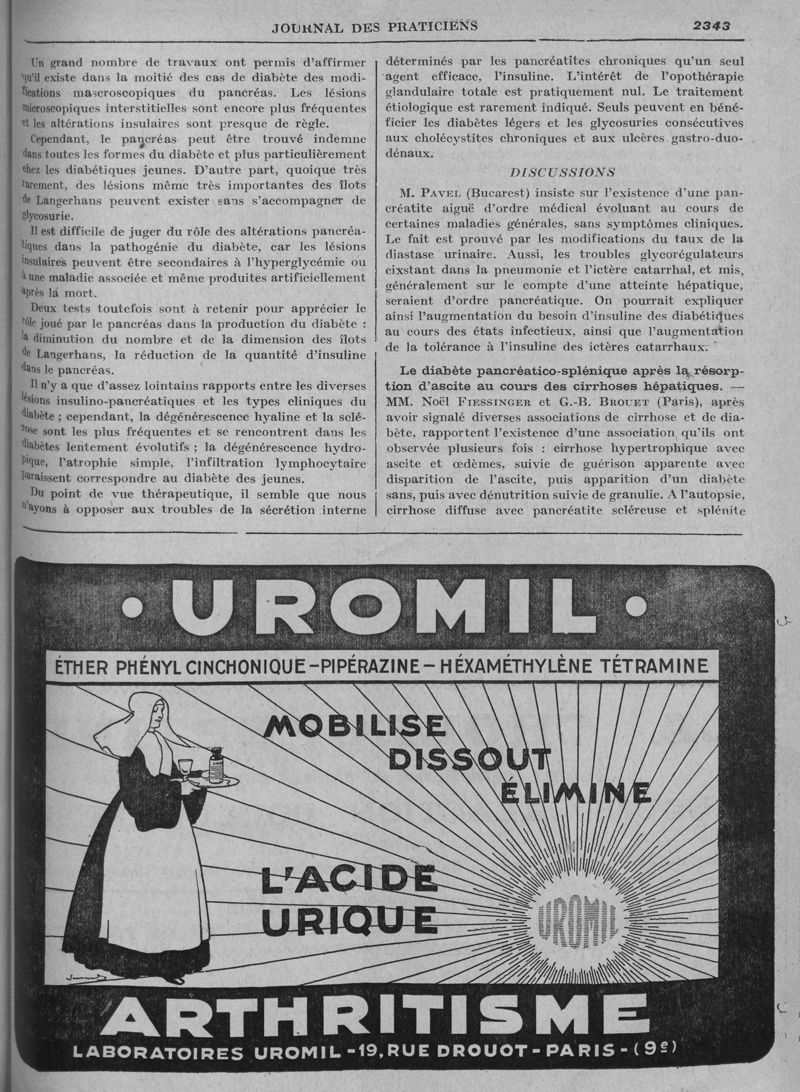 JOURNAL DES PRATICIENS 2343
Un grand nombre de travaux ont permis d'affirmer
qu'il existe dans la moitié des cas de diabète des modi-
fications mascroscopiques du pancréas. Les lésions
microscopiques interstitielles sont encore plus fréquentes
et les altérations insulaires sont presque de règle.
Cependant, le pancréas peut être trouvé indemne
dans toutes les formes du diabète et plus particulièrement
chez les diabétiques jeunes. D'autre part, quoique très
rarement, des lésions même très importantes des îlots
de Langerhans peuvent exister sans s'accompagner de
glycosurie.
Il est difficile de juger du rôle des altérations pancréa-
tiques dans la pathogénie du diabète, car les lésions
insulaires peuvent être secondaires à l'hyperglycémie ou
à une maladie associée et même produites artificiellement
après la mort.
Deux tests toutefois sont à retenir pour apprécier le
rôle joué par le pancréas dans la production du diabète :
la diminution du nombre et de la dimension des îlots
de Langerhans, la réduction de la quantité d'insuline
dans le pancréas.
Il n'y a que d'assez lointains rapports entre les diverses
lésions insulino-pancréatiques et les types cliniques du
diabète ; cependant, la dégénérescence hyaline et la sclé-
rose sont les plus fréquentes et se rencontrent dans les
diabètes lentement évolutifs ; la dégénérescence hydro-
pique, l'atrophie simple, l'infiltration lymphocytaire
paraissent correspondre au diabète des jeunes.
Du point de vue thérapeutique, il semble que nous
n'ayons à opposer aux troubles de la sécrétion interne
déterminés par les pancréatites chroniques qu'un seul
agent efficace, l'insuline. L'intérêt de l'opothérapie
glandulaire totale est pratiquement nul. Le traitement
étiologique est rarement indiqué. Seuls peuvent en béné-
ficier les diabètes légers et les glycosuries consécutives
aux cholécystites chroniques et aux ulcères gastro-duo-
dénaux.
DISCUSSIONS
M. PAVEL (Bucarest) insiste sur l'existence d'une pan-
créatite aiguë d'ordre médical évoluant au cours de
certaines maladies générales, sans symptômes cliniques.
Le fait est prouvé par les modifications du taux de la
diastase urinaire. Aussi, les troubles glycorégulateurs
eixstant dans la pneumonie et l'ictère catarrhal, et mis,
généralement sur le compte d'une atteinte hépatique,
seraient d'ordre pancréatique. On pourrait expliquer
ainsi l'augmentation du besoin d'insuline des diabétiques
au cours des états infectieux, ainsi que l'augmentation
de la tolérance à l'insuline des ictères catarrhaux.
Le diabète pancréatico-splénique après la résorp-
tion d'ascite au cours des cirrhoses hépatiques. —
MM. Noël FIESSINGER et G.-B. BROUET (Paris), après
avoir signalé diverses associations de cirrhose et de dia-
bète, rapportent l'existence d'une association qu'ils ont
observée plusieurs fois : cirrhose hypertrophique avec
ascite et œdèmes, suivie de guérison apparente avec
disparition de l'ascite, puis apparition d'un diabète
sans, puis avec dénutrition suivie de granulie. A l'autopsie,
cirrhose diffuse avec pancréatite scléreuse et splénite
· UROMIL ·
ÉTHER PHÉNYL CINCHONIQUE - PIPÉRAZINE - HÉXAMÉTHYLÈNE TÉTRAMINE
MOBILISE
DISSOUT
ÉLIMINE
L'ACIDE
URIQUE
UROMIL
ARTHRITISME
LABORATOIRES UROMIL - 19, RUE DROUOT - PARIS - (9ᵉ)